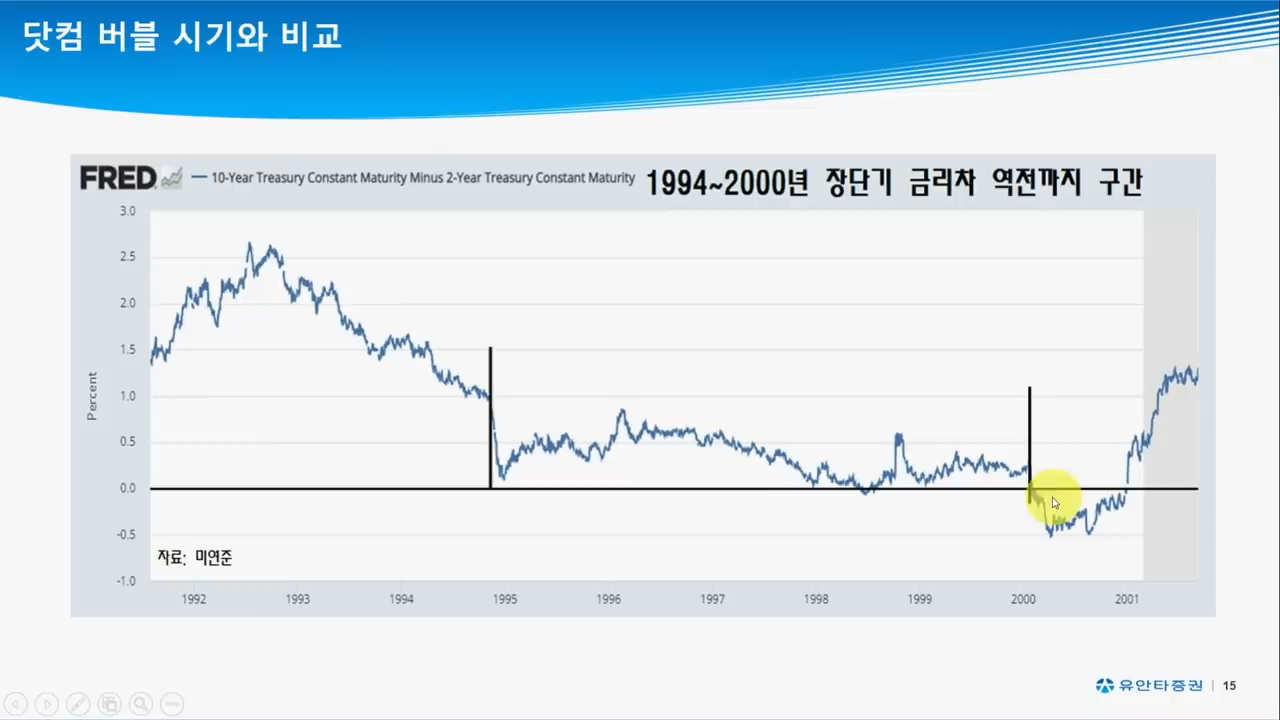 닷컴 버블 시기와 비교
FRED 10-Year Treasury Constant Maturity Minus 2-Year Treasury Constant Maturity 1994~2000년 장단기 금리차 역전까지 구간
3.0
2.5
2.0
1.5
1.0
0.5
0.0
-0.5
-1.0
Percent
자료: 미연준
1992 1993 1994 1995 1996 1997 1998 1999 2000 2001
유안타증권 15